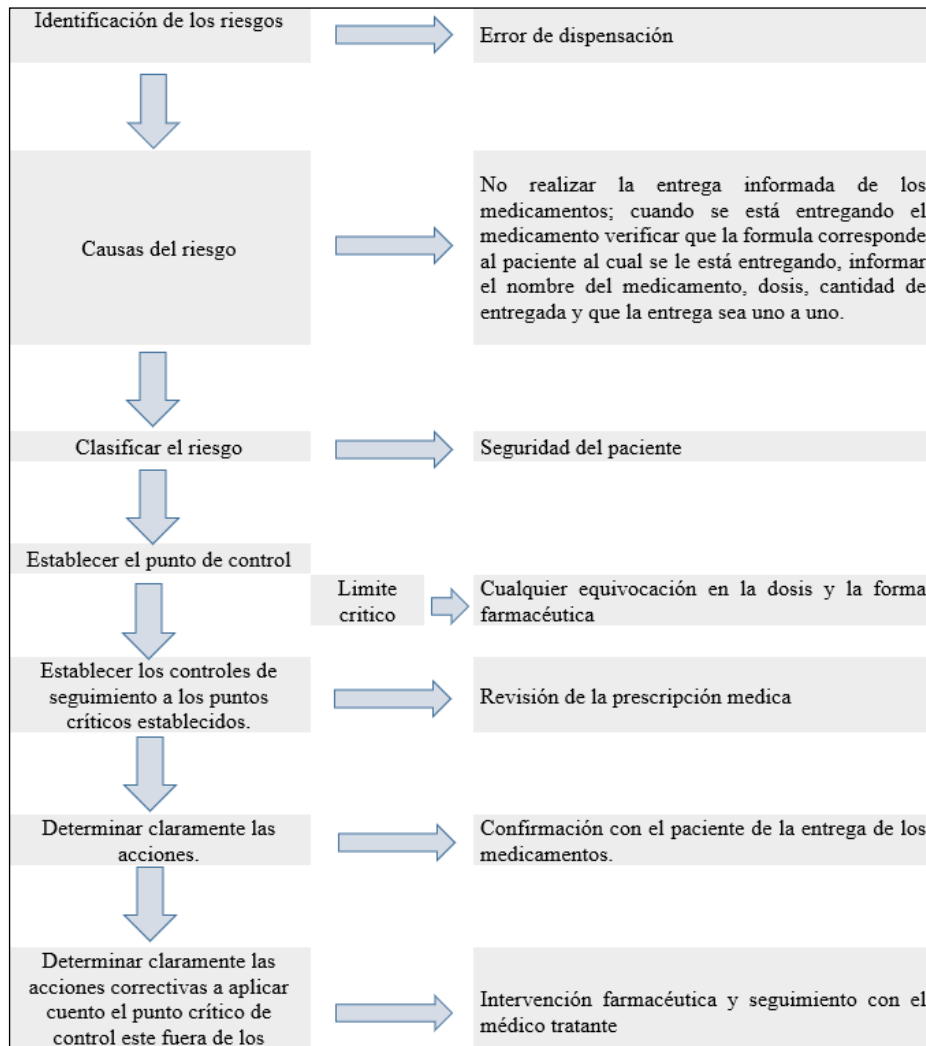 Identificación de los riesgos
Error de dispensación
Causas del riesgo
No realizar la entrega informada de los
medicamentos; cuando se está entregando el
medicamento verificar que la formula corresponde
al paciente al cual se le está entregando, informar
el nombre del medicamento, dosis, cantidad de
entregada y que la entrega sea uno a uno.
Clasificar el riesgo
Seguridad del paciente
Establecer el punto de control
Limite
critico
Cualquier equivocación en la dosis y la forma
farmacéutica
Establecer los controles de
seguimiento a los puntos
críticos establecidos.
Revisión de la prescripción medica
Determinar claramente las
acciones.
Confirmación con el paciente de la entrega de los
medicamentos.
Determinar claramente las
acciones correctivas a aplicar
cuento el punto crítico de
control este fuera de los
Intervención farmacéutica y seguimiento con el
médico tratante